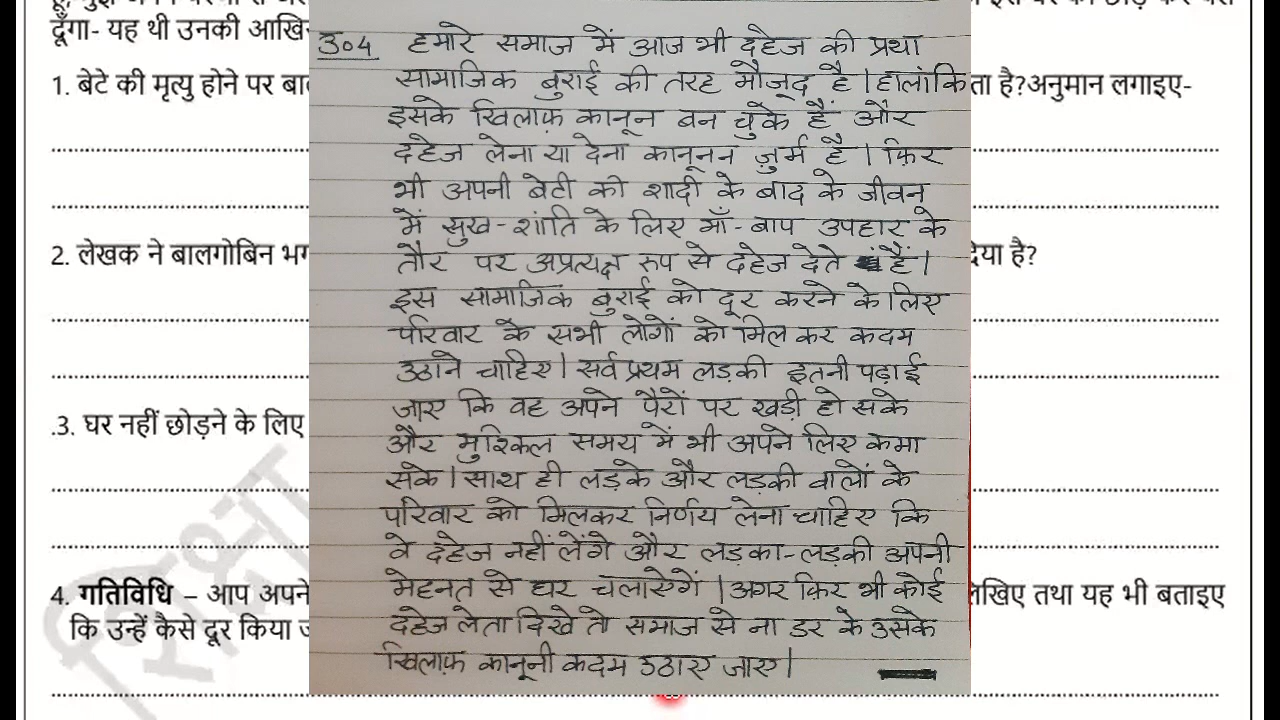 दूँगा- यह थी उनकी आखि
1. बेटे की मृत्यु होने पर
ता है?अनुमान लगाइए-
2. लेखक ने बालगोबिन
दिया है?
.3. घर नहीं छोड़ने के लिए
4. गतिविधि – आप अपने
लिखिए तथा यह भी बताइए
कि उन्हें कैसे दूर किया
शिक्षा
उ०4 हमारे समाज में आज भी दहेज की प्रथा
सामाजिक बुराई की तरह मौजूद है। हालांकि
इसके खिलाफ़ कानून बन चुके हैं और
दहेज लेना या देना कानूनन ज़ुर्म है। फ़िर
भी अपनी बेटी की शादी के बाद के जीवन
में सुख-शांति के लिए माँ-बाप उपहार के
तौर पर अप्रत्यक्ष रूप से दहेज देते हैं।
इस सामाजिक बुराई को दूर करने के लिए
परिवार के सभी लोगों को मिल कर कदम
उठाने चाहिए। सर्व प्रथम लड़की इतनी पढ़ाई
जाए कि वह अपने पैरों पर खड़ी हो सके
और मुश्किल समय में भी अपने लिए कमा
सके। साथ ही लड़के और लड़की वालों के
परिवार को मिलकर निर्णय लेना चाहिए कि
वे दहेज नहीं लेंगे और लड़का-लड़की अपनी
मेहनत से घर चलाएगें। अगर फ़िर भी कोई
दहेज लेता दिखे तो समाज से ना डर के उसके
खिलाफ़ कानूनी कदम उठाए जाए।